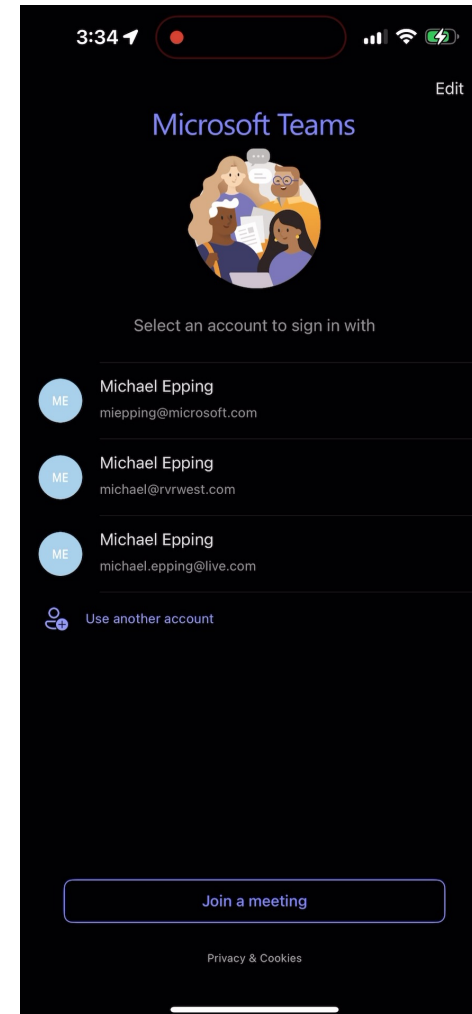 3:34
Edit
Microsoft Teams
Select an account to sign in with
ME
Michael Epping
miepping@microsoft.com
ME
Michael Epping
michael@rvrwest.com
ME
Michael Epping
michael.epping@live.com
Use another account
Join a meeting
Privacy & Cookies